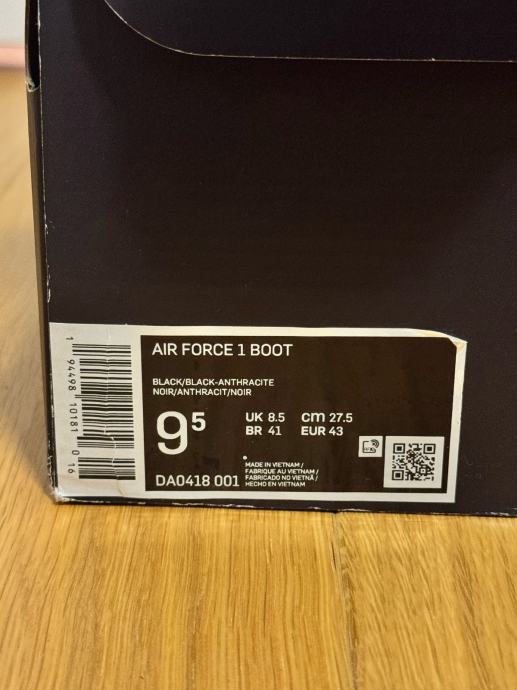 AIR FORCE 1 BOOT
BLACK/BLACK-ANTHRACITE
NOIR/ANTHRACIT/NOIR
9⁵
UK 8.5 cm 27.5
BR 41 EUR 43
DA0418 001
MADE IN VIETNAM /
FABRIQUE AU VIETNAM /
FABRICADO NO VIETNÃ /
HECHO EN VIETNAM
1 94498 10181 0 16